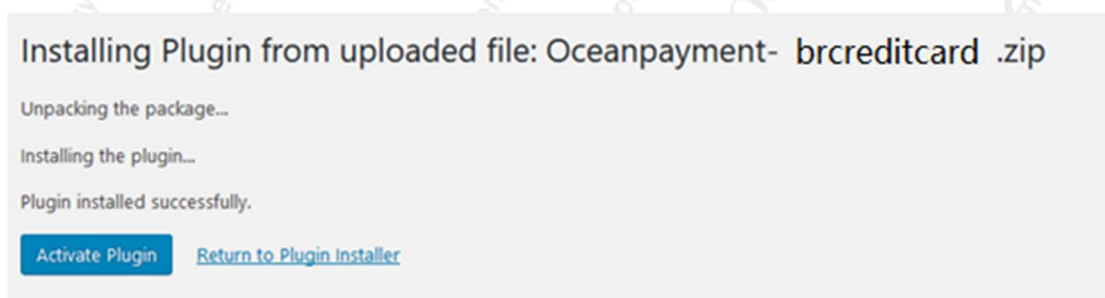 Installing Plugin from uploaded file: Oceanpayment- brcreditcard .zip
Unpacking the package...
Installing the plugin...
Plugin installed successfully.
Activate Plugin Return to Plugin Installer